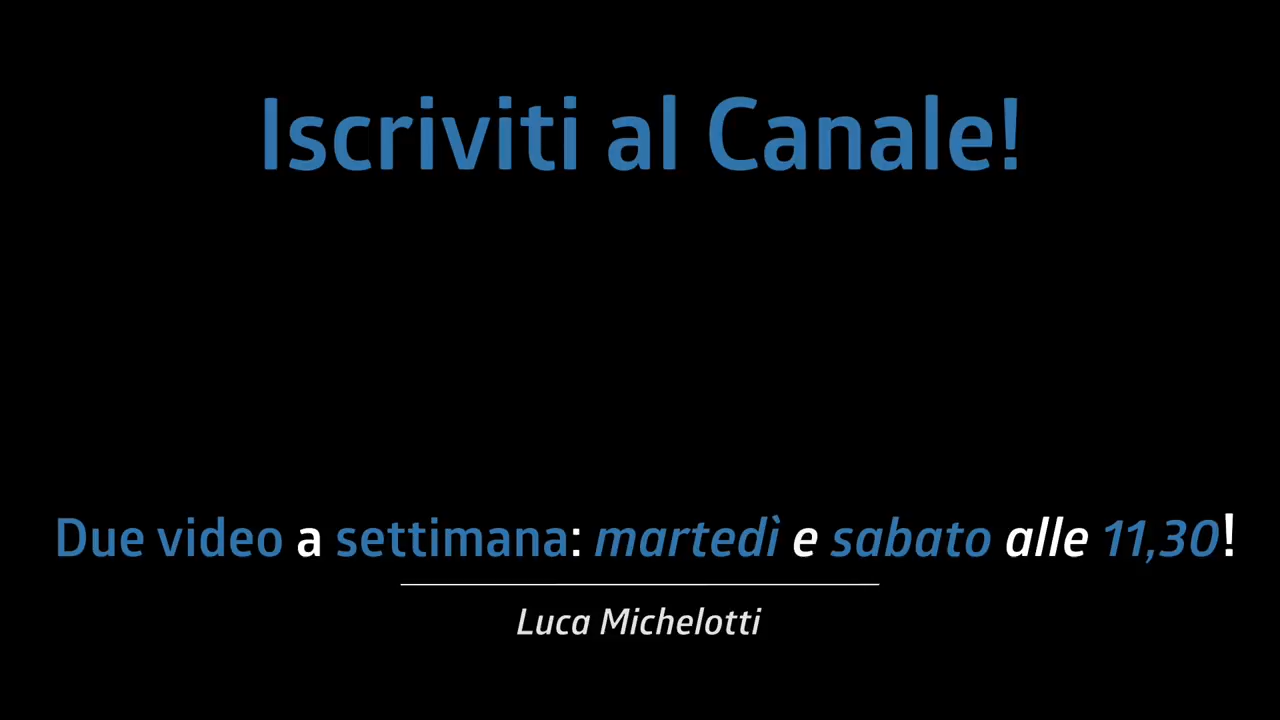 Iscriviti al Canale!
Due video a settimana: martedì e sabato alle 11,30!
Luca Michelotti